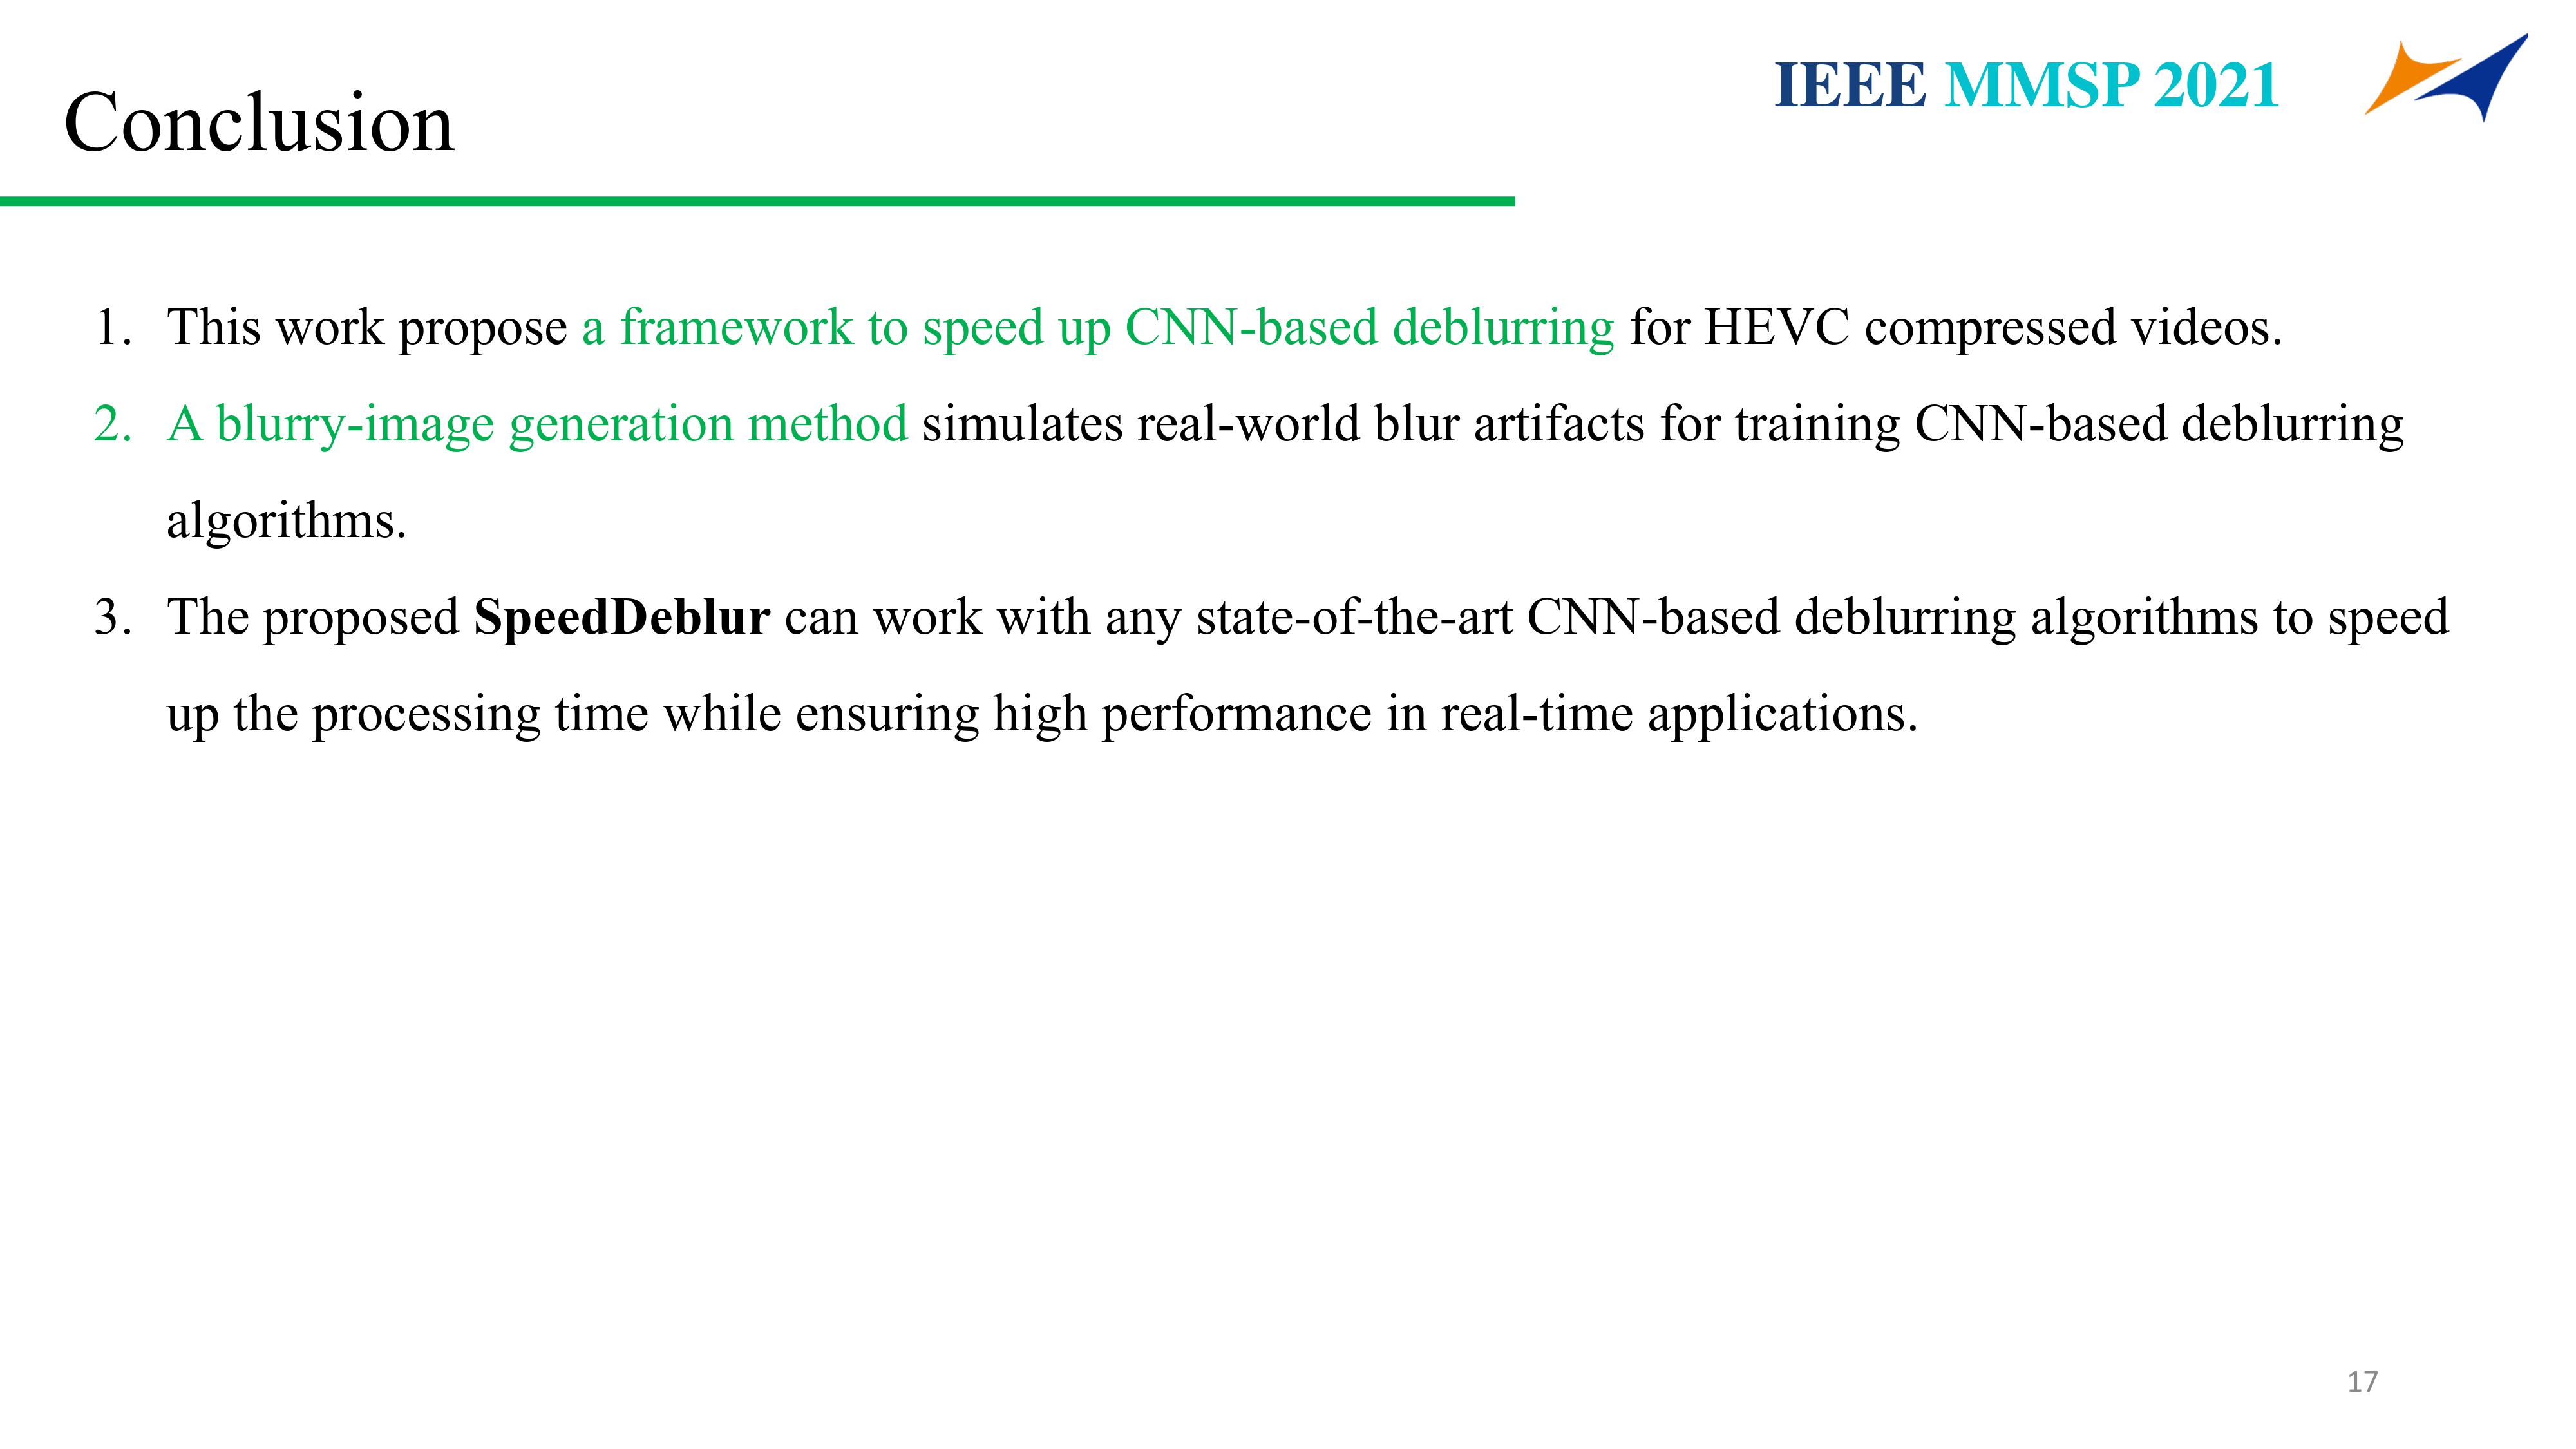 Conclusion
IEEE MMSP 2021
1. This work propose a framework to speed up CNN-based deblurring for HEVC compressed videos.
2. A blurry-image generation method simulates real-world blur artifacts for training CNN-based deblurring
algorithms.
3. The proposed SpeedDeblur can work with any state-of-the-art CNN-based deblurring algorithms to speed
up the processing time while ensuring high performance in real-time applications.
17